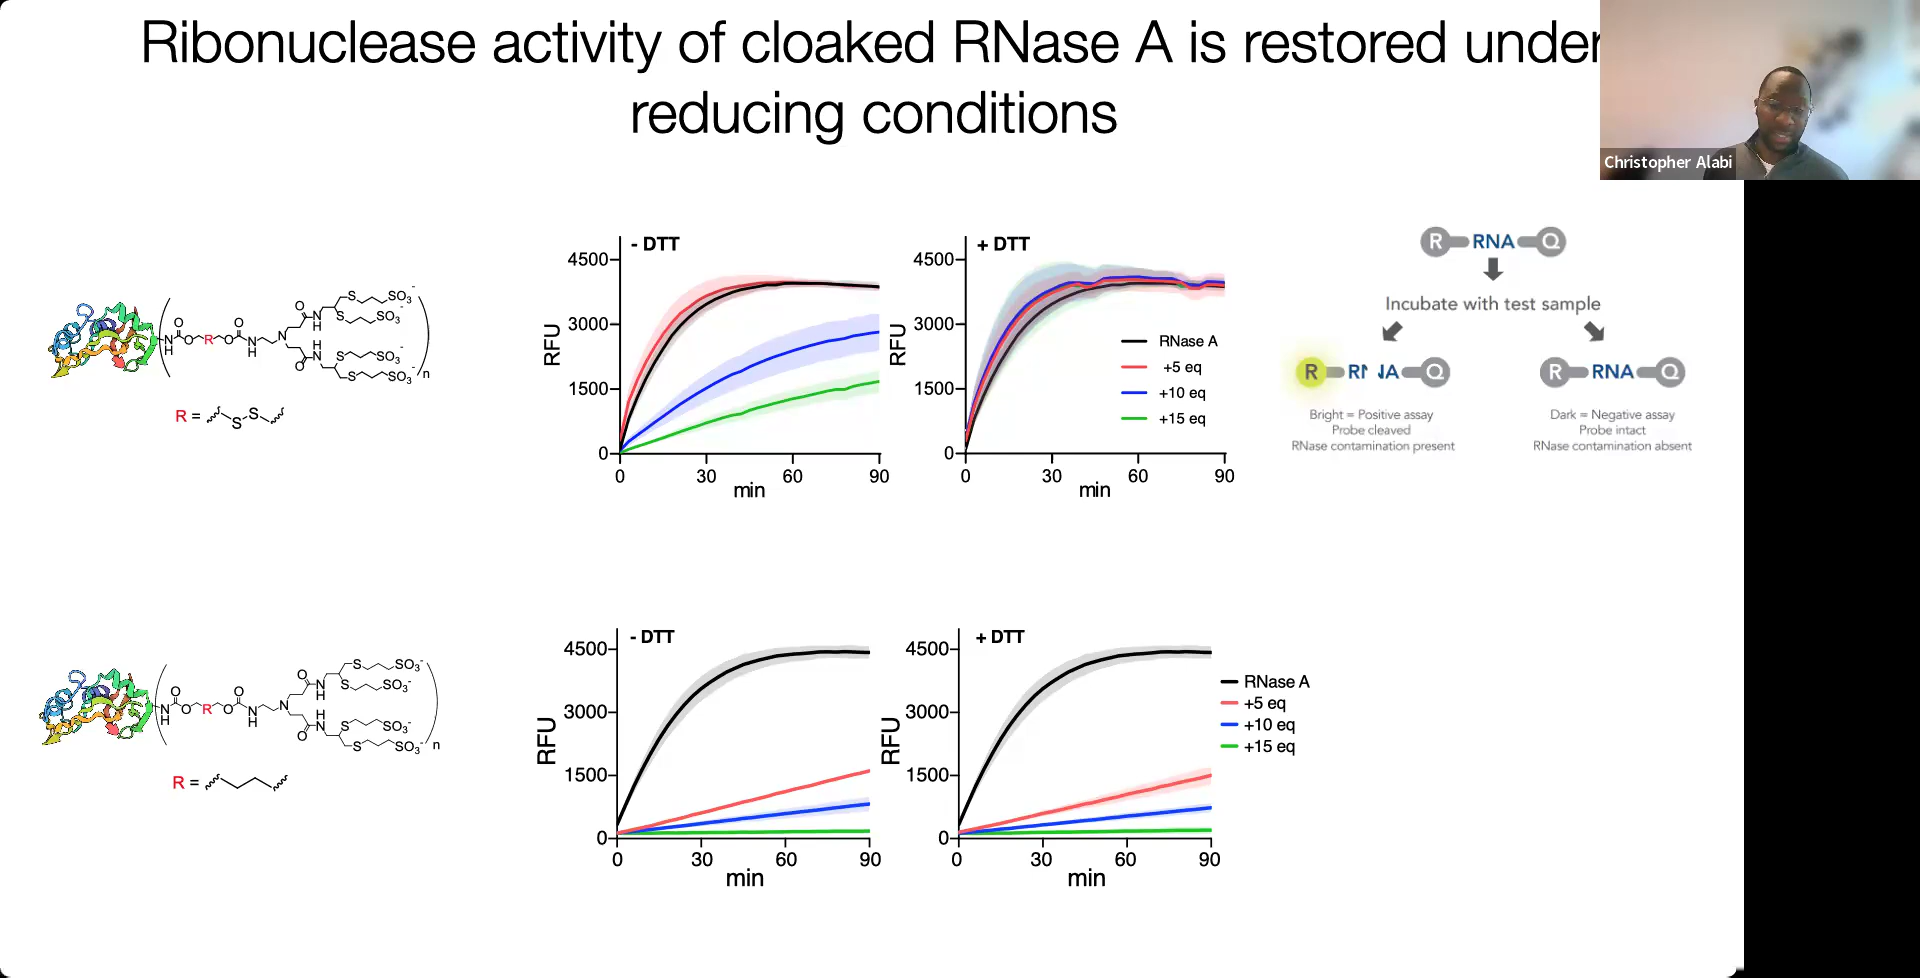 Ribonuclease activity of cloaked RNase A is restored under
reducing conditions
Christopher Alabi
N
H
O
O
R
O
O
N
H
N
O
N
H
S
S
SO3-
SO3-
H
N
O
S
S
SO3-
SO3-
n
R = S S
- DTT
4500
3000
1500
0
RFU
0 30 60 90
min
+ DTT
4500
3000
1500
0
RFU
0 30 60 90
min
RNase A
+5 eq
+10 eq
+15 eq
R RNA Q
Incubate with test sample
R RNA Q
Bright = Positive assay
Probe cleaved
RNase contamination present
R RNA Q
Dark = Negative assay
Probe intact
RNase contamination absent
N
H
O
O
R
O
O
N
H
N
O
N
H
S
S
SO3-
SO3-
H
N
O
S
S
SO3-
SO3-
n
R =
- DTT
4500
3000
1500
0
RFU
0 30 60 90
min
+ DTT
4500
3000
1500
0
RFU
0 30 60 90
min
RNase A
+5 eq
+10 eq
+15 eq